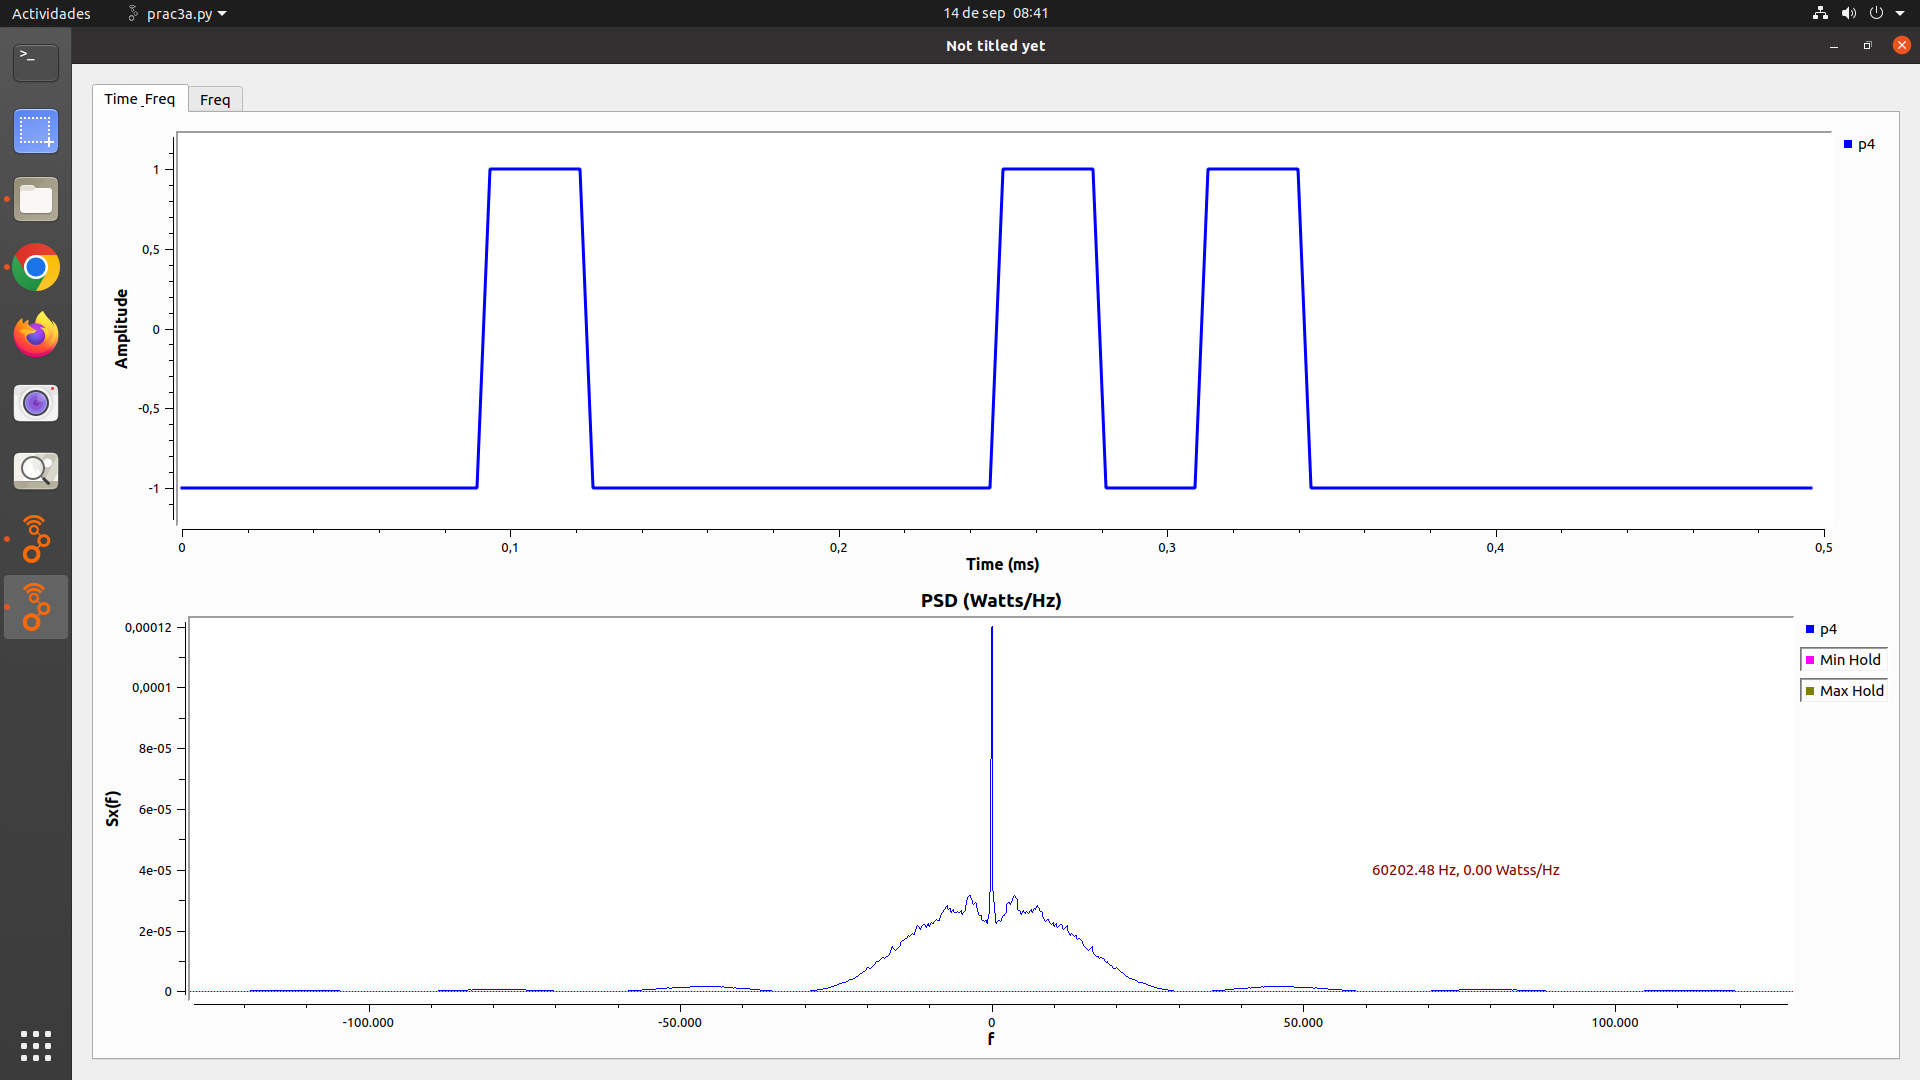 Actividades
prac3a.py
14 de sep 08:41
Not titled yet
Time_Freq
Freq
p4
1
0,5
0
-0,5
-1
Amplitude
0
0,1
0,2
0,3
0,4
0,5
Time (ms)
PSD (Watts/Hz)
p4
Min Hold
Max Hold
0,00012
0,0001
8e-05
6e-05
4e-05
2e-05
0
Sx(f)
60202.48 Hz, 0.00 Watss/Hz
-100.000
-50.000
0
50.000
100.000
f